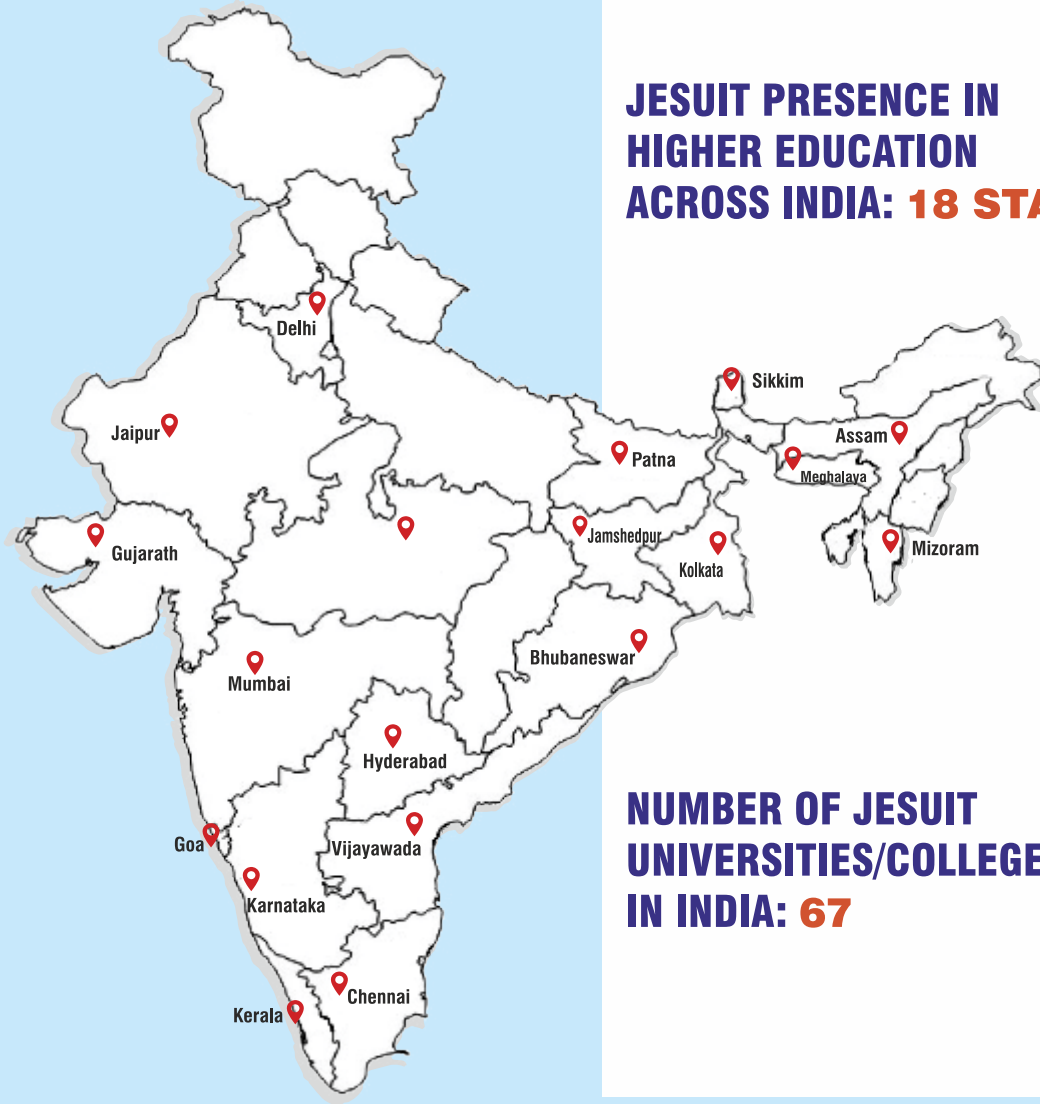 JESUIT PRESENCE IN
HIGHER EDUCATION
ACROSS INDIA: 18 STA
Delhi
Sikkim
Jaipur
Patna
Assam
Meghalaya
Gujarath
Jamshedpur
Kolkata
Mizoram
Mumbai
Bhubaneswar
Hyderabad
NUMBER OF JESUIT
UNIVERSITIES/COLLEGE
IN INDIA: 67
Goa
Vijayawada
Karnataka
Chennai
Kerala